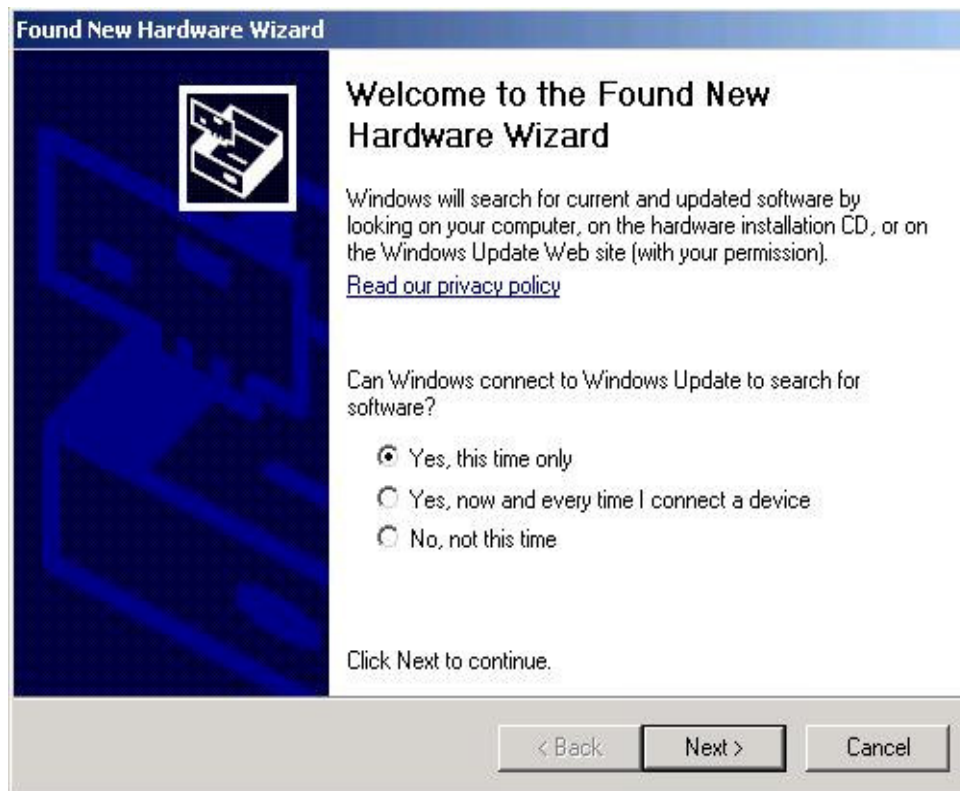 Found New Hardware Wizard
Welcome to the Found New
Hardware Wizard
Windows will search for current and updated software by
looking on your computer, on the hardware installation CD, or on
the Windows Update Web site (with your permission).
Read our privacy policy
Can Windows connect to Windows Update to search for
software?
Yes, this time only
Yes, now and every time I connect a device
No, not this time
Click Next to continue.
< Back
Next >
Cancel